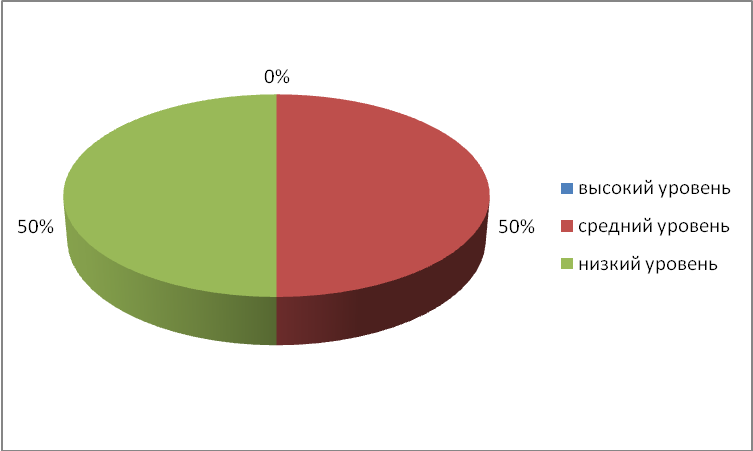 0%
50%
50%
высокий уровень
средний уровень
низкий уровень